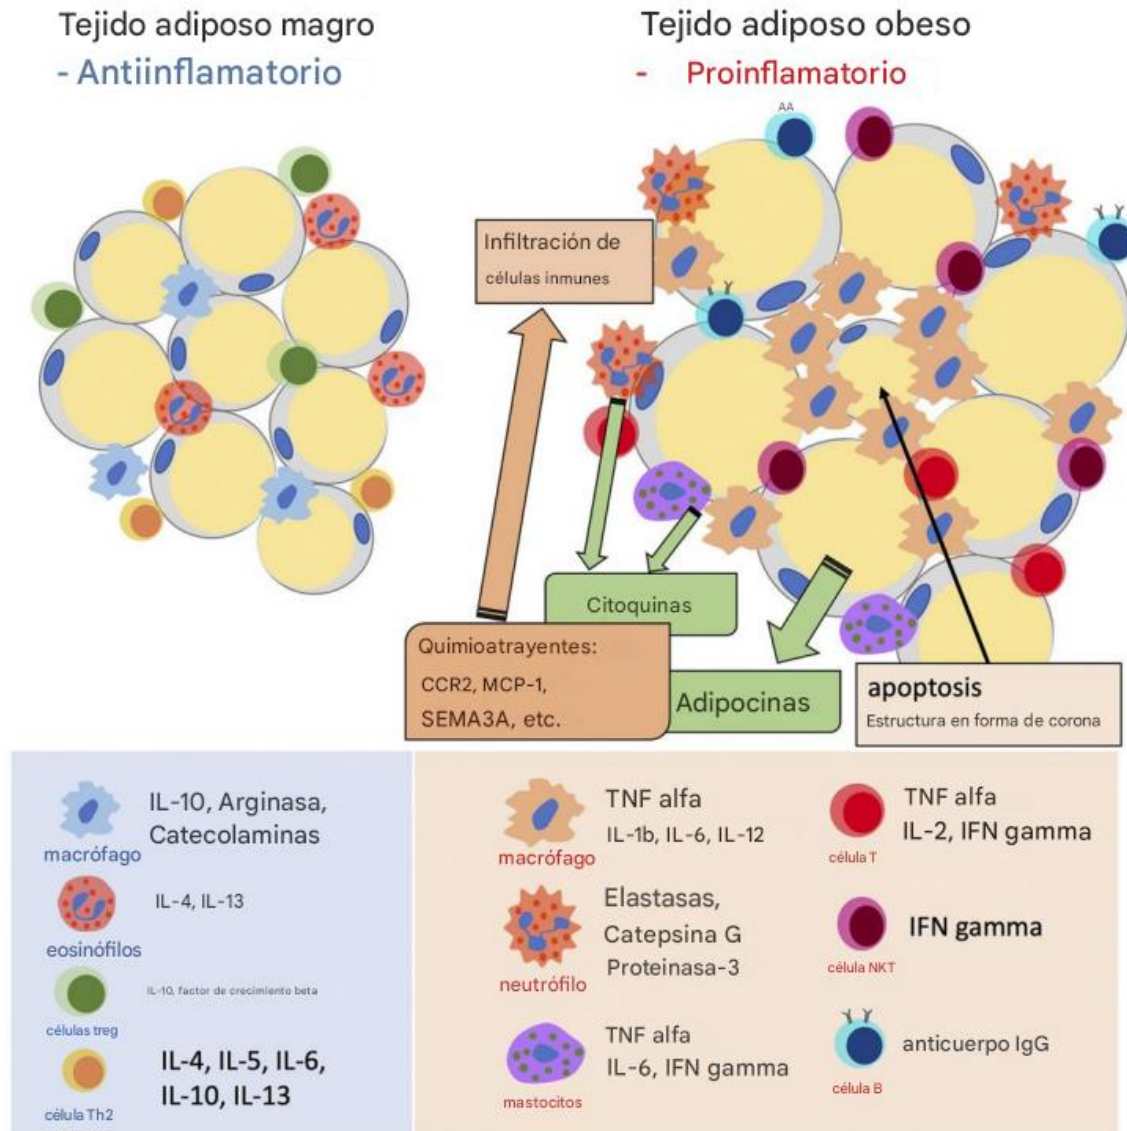 Tejido adiposo magro
- Antiinflamatorio
Tejido adiposo obeso
- Proinflamatorio
AA
Infiltración de
células inmunes
Citoquinas
Quimioatrayentes:
CCR2, MCP-1,
SEMA3A, etc.
Adipocinas
apoptosis
Estructura en forma de corona
macrófago
IL-10, Arginasa,
Catecolaminas
eosinófilos
IL-4, IL-13
células treg
IL-10, factor de crecimiento beta
célula Th2
IL-4, IL-5, IL-6,
IL-10, IL-13
macrófago
TNF alfa
IL-1b, IL-6, IL-12
neutrófilo
Elastasas,
Catepsina G
Proteinasa-3
mastocitos
TNF alfa
IL-6, IFN gamma
célula T
TNF alfa
IL-2, IFN gamma
célula NKT
IFN gamma
célula B
anticuerpo IgG